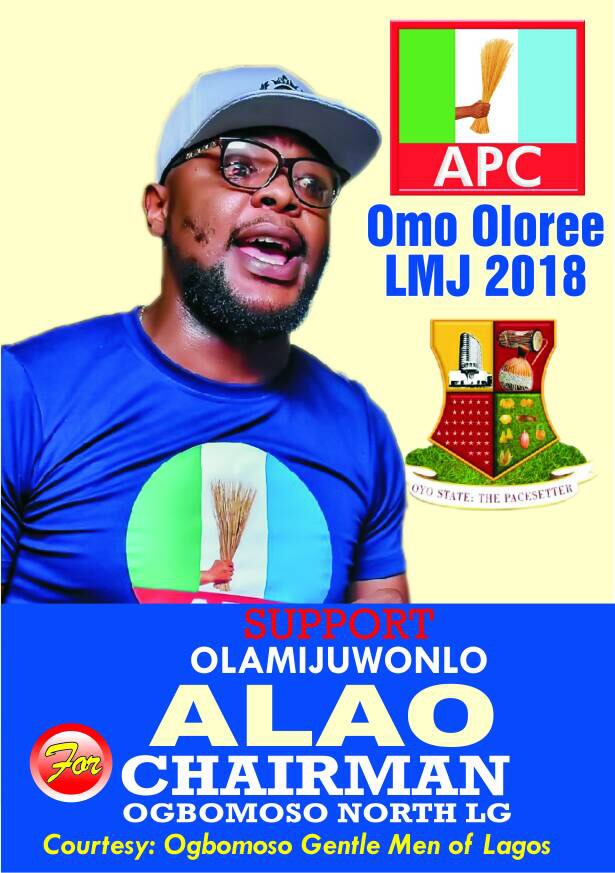 APC
Omo Oloree
LMJ 2018
OYO STATE: THE PACESETTER
SUPPORT
OLAMIJUWONLO
ALAO
For
CHAIRMAN
OGBOMOSO NORTH LG
Courtesy: Ogbomoso Gentle Men of Lagos